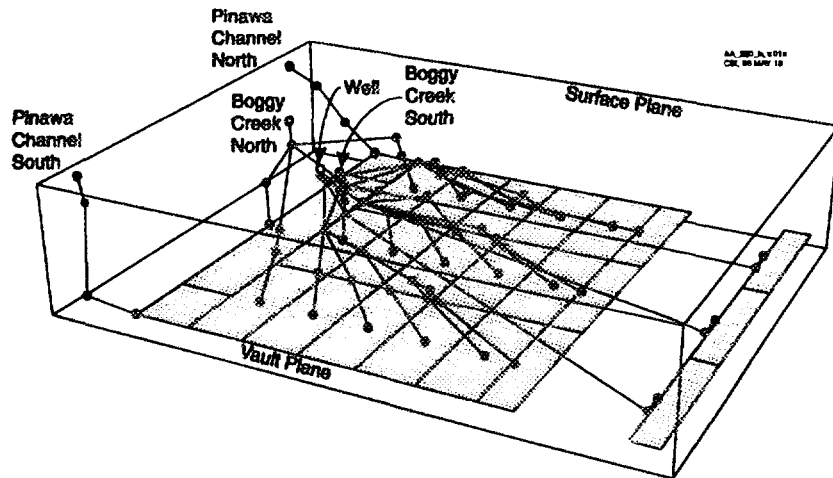 Pinawa
Channel
North
Pinawa
Channel
South
Boggy
Creek
North
Well
Boggy
Creek
South
Surface Plane
Vault Plane